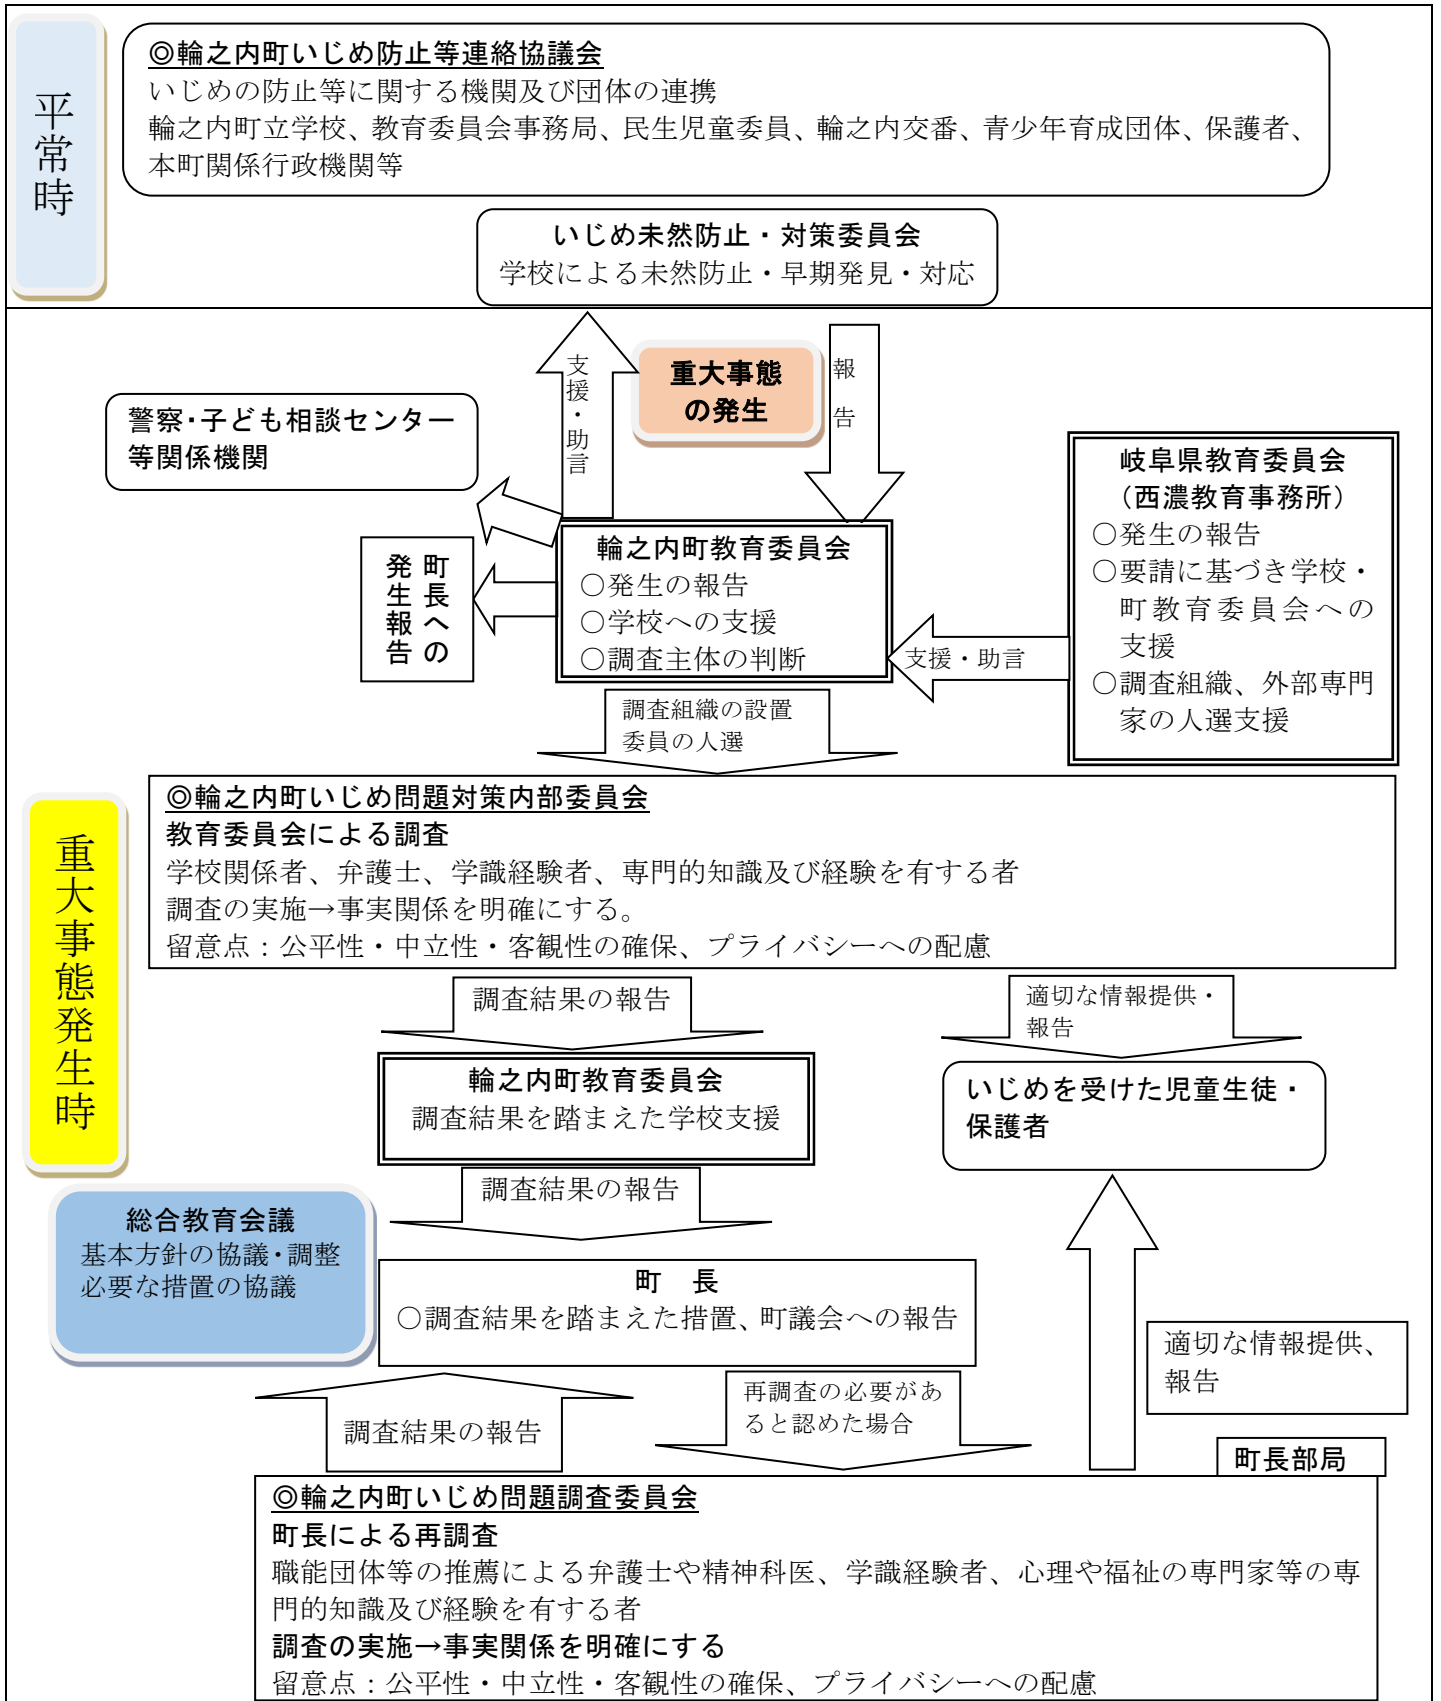 平常時
◎輪之内町いじめ防止等連絡協議会
いじめの防止等に関する機関及び団体の連携
輪之内町立学校、教育委員会事務局、民生児童委員、輪之内交番、青少年育成団体、保護者、
本町関係行政機関等
いじめ未然防止・対策委員会
学校による未然防止・早期発見・対応
支援・助言
重大事態
の発生
報告
警察・子ども相談センター
等関係機関
岐阜県教育委員会
（西濃教育事務所）
○発生の報告
○要請に基づき学校・
町教育委員会への
支援
○調査組織、外部専門
家の人選支援
輪之内町教育委員会
○発生の報告
○学校への支援
○調査主体の判断
町長への
発生報告
支援・助言
調査組織の設置
委員の人選
重大事態発生時
◎輪之内町いじめ問題対策内部委員会
教育委員会による調査
学校関係者、弁護士、学識経験者、専門的知識及び経験を有する者
調査の実施→事実関係を明確にする。
留意点：公平性・中立性・客観性の確保、プライバシーへの配慮
調査結果の報告
適切な情報提供・
報告
輪之内町教育委員会
調査結果を踏まえた学校支援
いじめを受けた児童生徒・
保護者
調査結果の報告
総合教育会議
基本方針の協議・調整
必要な措置の協議
町　長
○調査結果を踏まえた措置、町議会への報告
適切な情報提供、
報告
調査結果の報告
再調査の必要があ
ると認めた場合
町長部局
◎輪之内町いじめ問題調査委員会
町長による再調査
職能団体等の推薦による弁護士や精神科医、学識経験者、心理や福祉の専門家等の専
門的知識及び経験を有する者
調査の実施→事実関係を明確にする
留意点：公平性・中立性・客観性の確保、プライバシーへの配慮